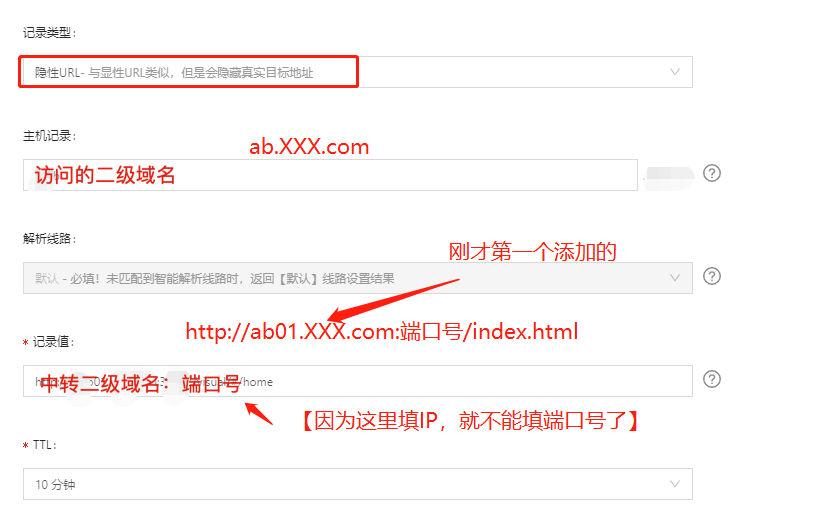 记录类型:
隐性URL- 与显性URL类似，但是会隐藏真实目标地址
主机记录:
ab.XXX.com
访问的二级域名
?
解析线路:
刚才第一个添加的
默认 - 必填！未匹配到智能解析线路时，返回【默认】线路设置结果
?
http://ab01.XXX.com:端口号/index.html
* 记录值:
中转二级域名：端口号
/home
?
【因为这里填IP，就不能填端口号了】
* TTL:
10 分钟